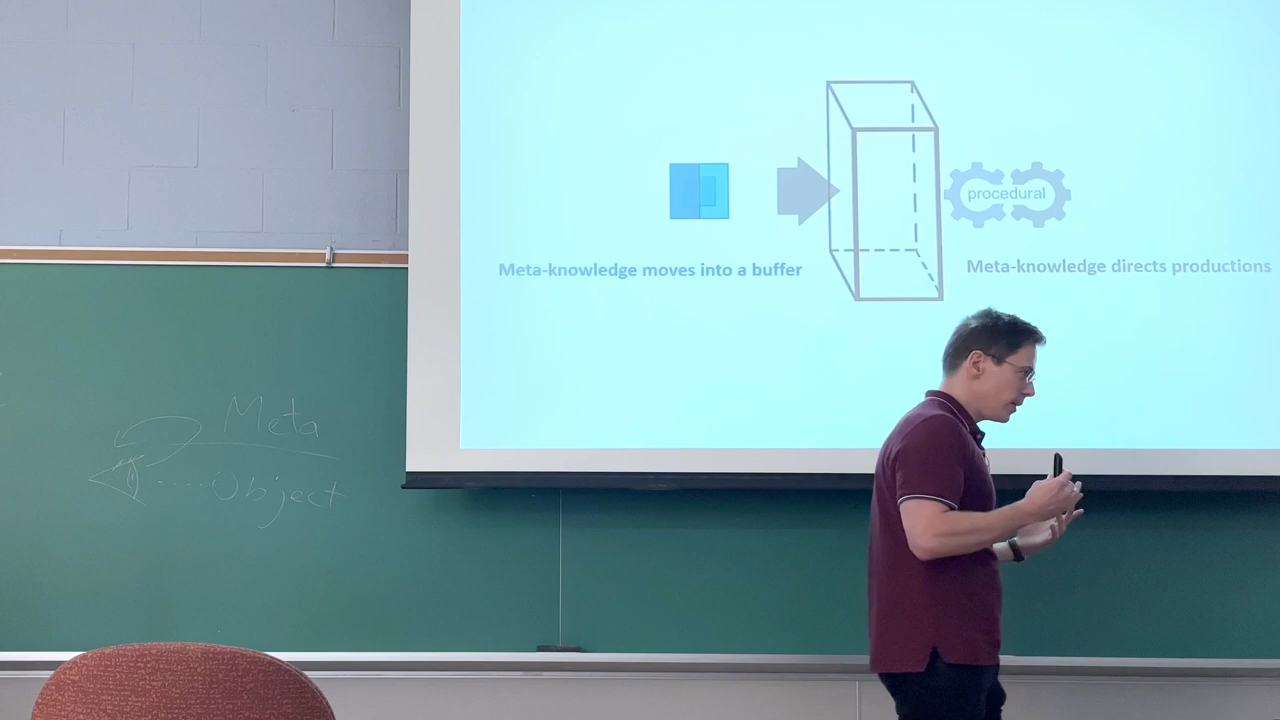 procedural
Meta-knowledge moves into a buffer
Meta-knowledge directs productions
Meta
Object